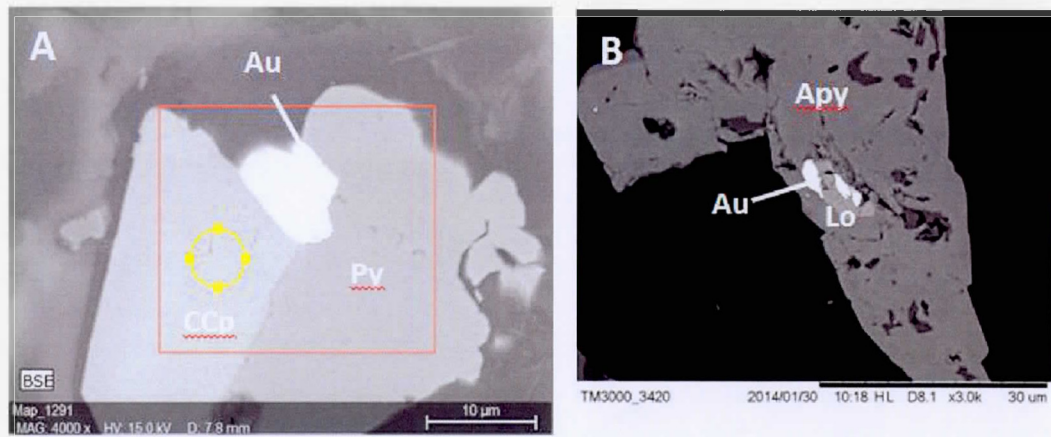 A
Au
CCp
Py
BSE
Map_1291
MAG: 4000 x HV: 15.0 kV D: 7.8 mm
10 µm
B
Apy
Au
Lo
TM3000_3420 2014/01/30 10:18 HL D8.1 x3.0k 30 um